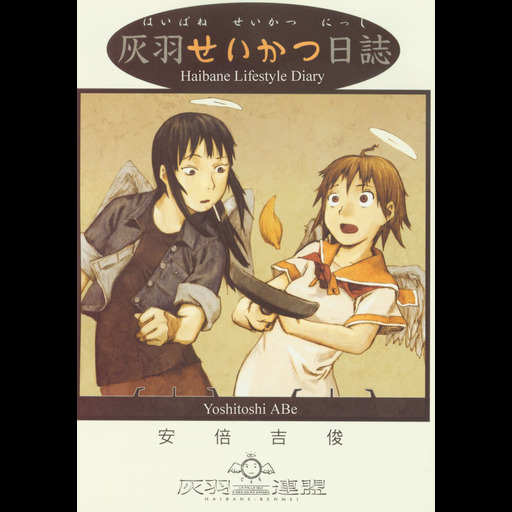 はいばね せいかつ にっし
灰羽せいかつ日誌
Haibane Lifestyle Diary
Yoshitoshi ABe
安倍吉俊
灰羽連盟
HAIBANE-RENMEI